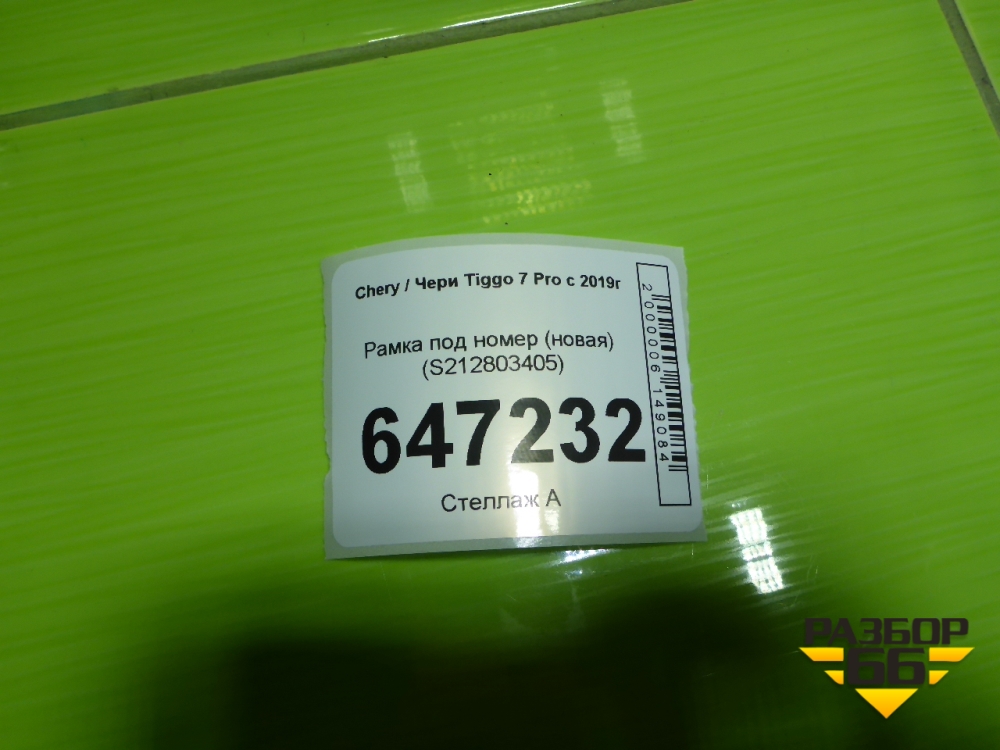 Chery / Чери Tiggo 7 Pro с 2019г
Рамка под номер (новая)
(S212803405)
647232
Стеллаж А
2000006149084
РАЗБОР
66